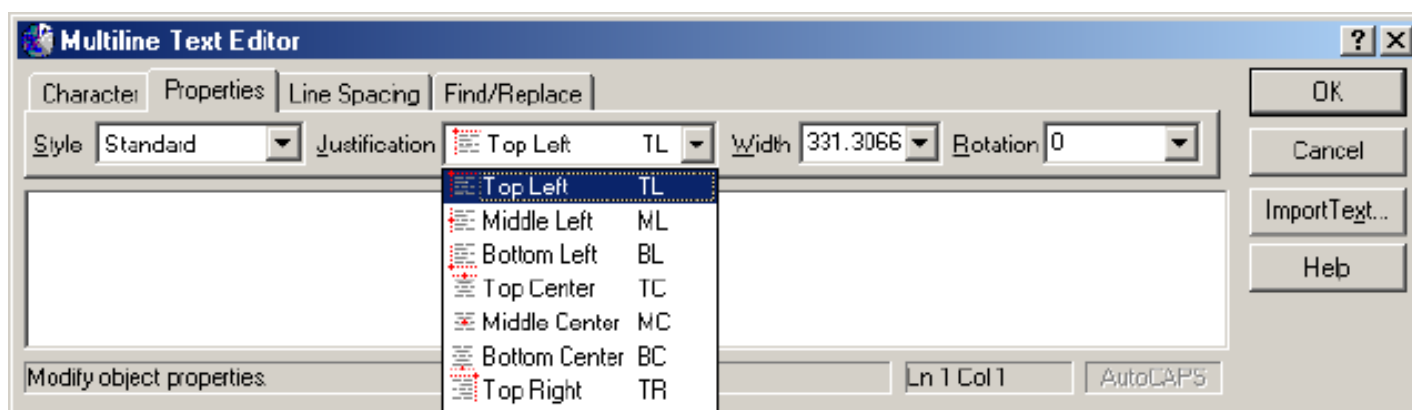 Multiline Text Editor
? X
Character Properties Line Spacing Find/Replace
OK
Style Standard Justification Top Left TL Width 331.3066 Rotation 0
Cancel
Top Left TL
Middle Left ML
Bottom Left BL
Top Center TC
Middle Center MC
Bottom Center BC
Top Right TR
ImportText...
Help
Modify object properties. Ln 1 Col 1 AutoCAPS